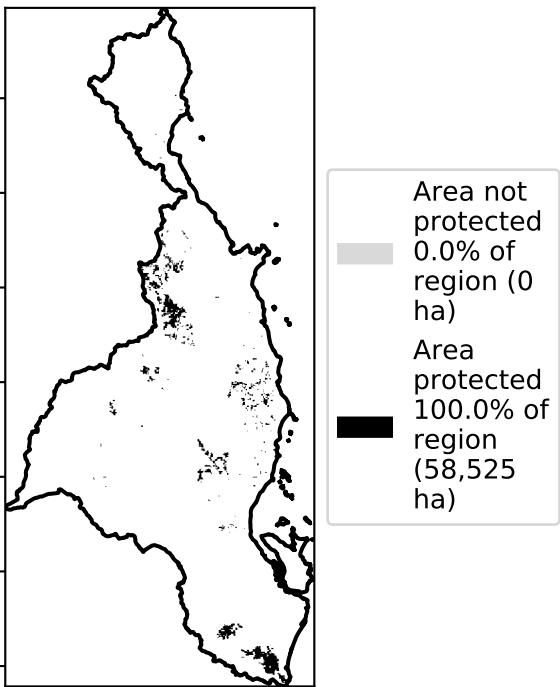 Area not
protected
0.0% of
region (0
ha)
Area
protected
100.0% of
region
(58,525
ha)